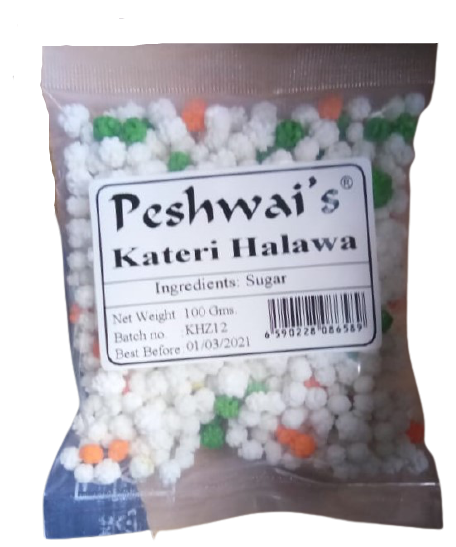 Peshwai's®
Kateri Halawa
Ingredients: Sugar
Net Weight 100 Gms.
Batch no :KHZ12
Best Before :01/03/2021
6 590228 086589